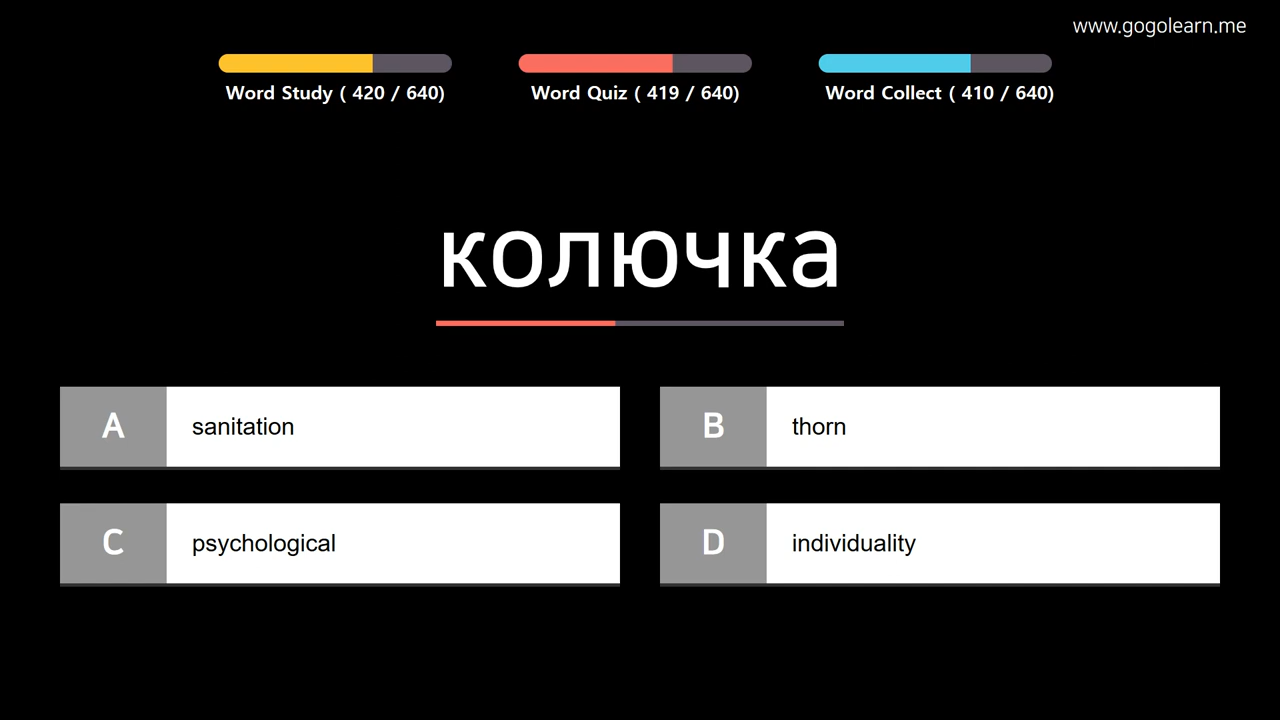 www.gogolearn.me
Word Study ( 420 / 640)
Word Quiz ( 419 / 640)
Word Collect ( 410 / 640)
колючка
A
sanitation
B
thorn
C
psychological
D
individuality